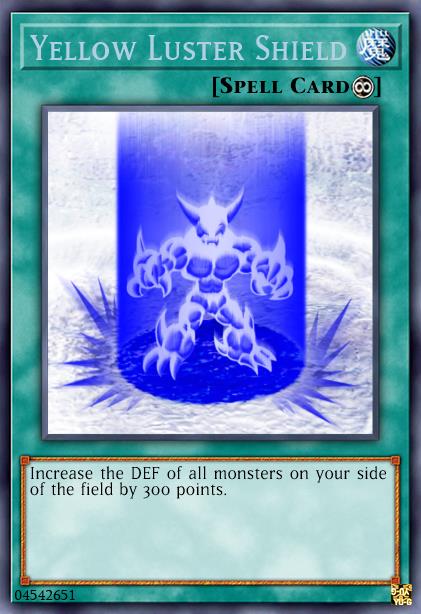 Yellow Luster Shield 魔
[Spell Card]
Increase the DEF of all monsters on your side
of the field by 300 points.
04542651